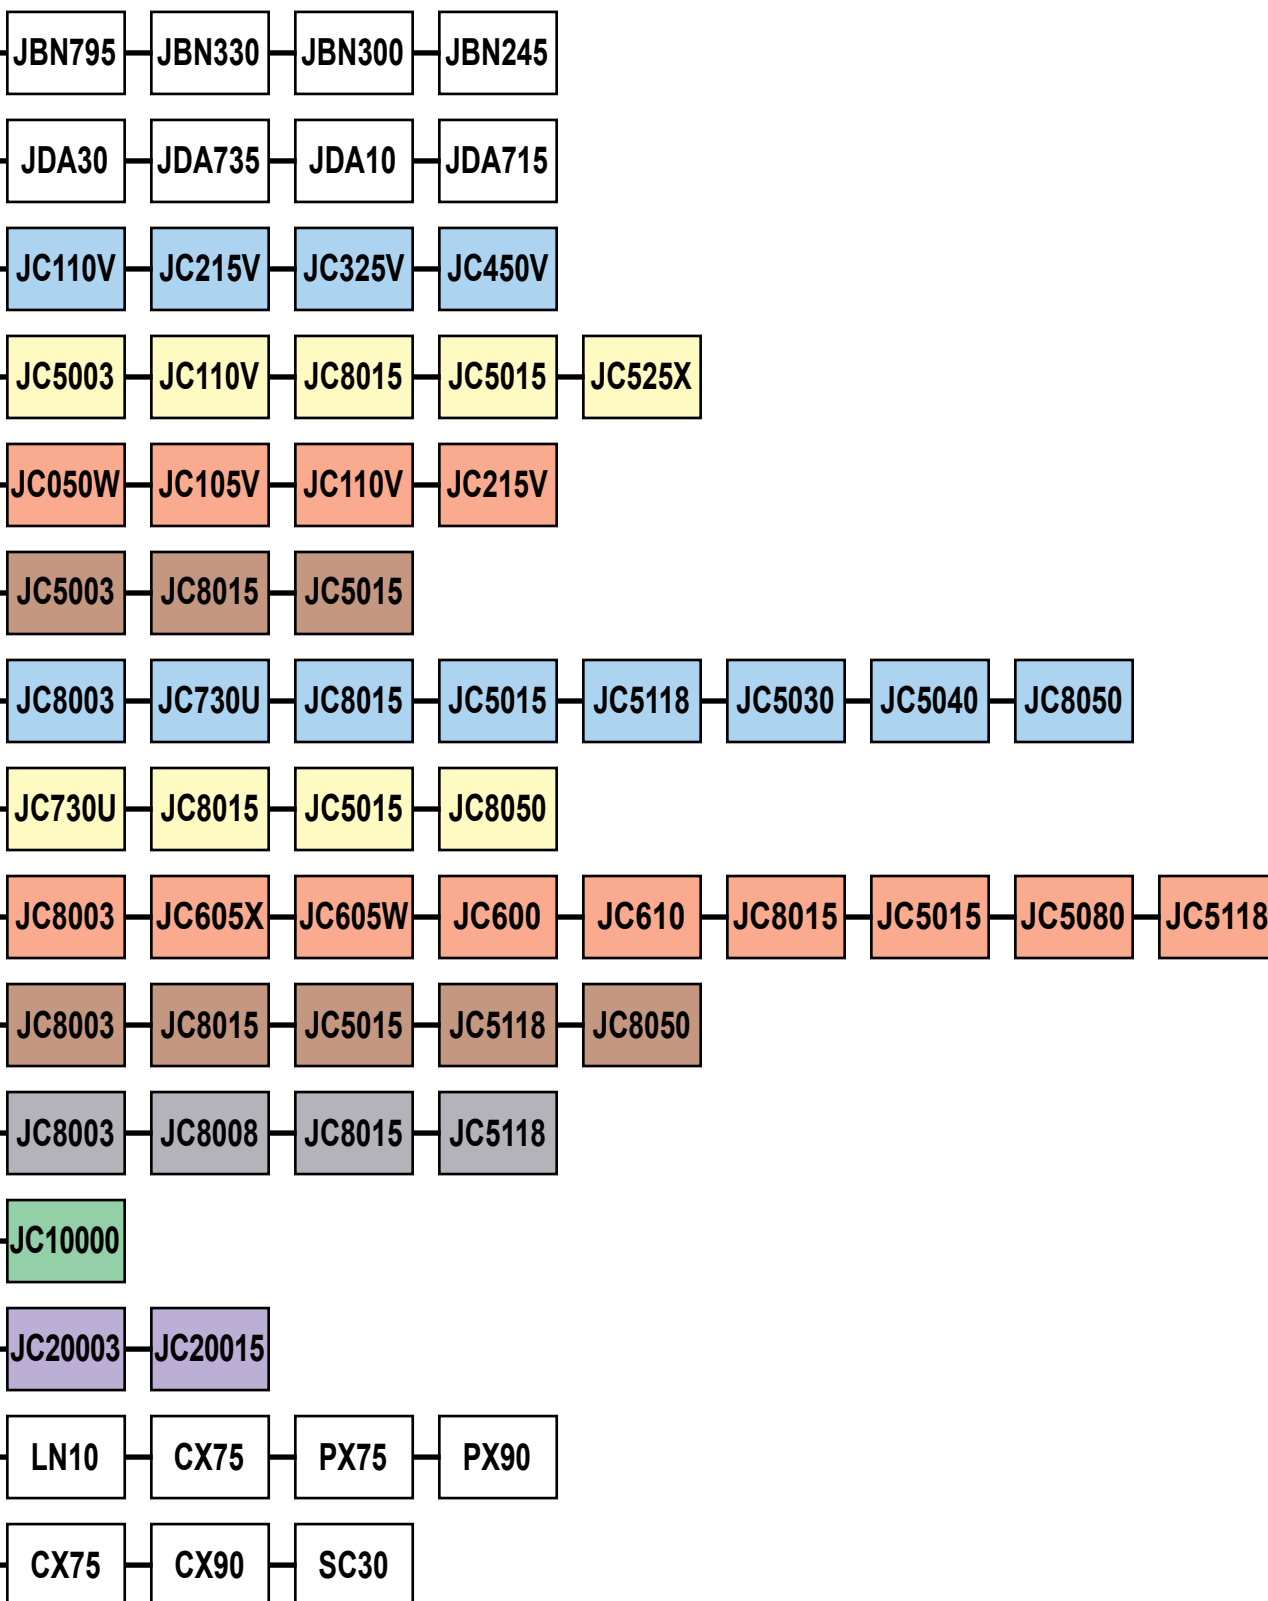 JBN795 JBN330 JBN300 JBN245
JDA30 JDA735 JDA10 JDA715
JC110V JC215V JC325V JC450V
JC5003 JC110V JC8015 JC5015 JC525X
JC050W JC105V JC110V JC215V
JC5003 JC8015 JC5015
JC8003 JC730U JC8015 JC5015 JC5118 JC5030 JC5040 JC8050
JC730U JC8015 JC5015 JC8050
JC8003 JC605X JC605W JC600 JC610 JC8015 JC5015 JC5080 JC5118
JC8003 JC8015 JC5015 JC5118 JC8050
JC8003 JC8008 JC8015 JC5118
JC10000
JC20003 JC20015
LN10 CX75 PX75 PX90
CX75 CX90 SC30